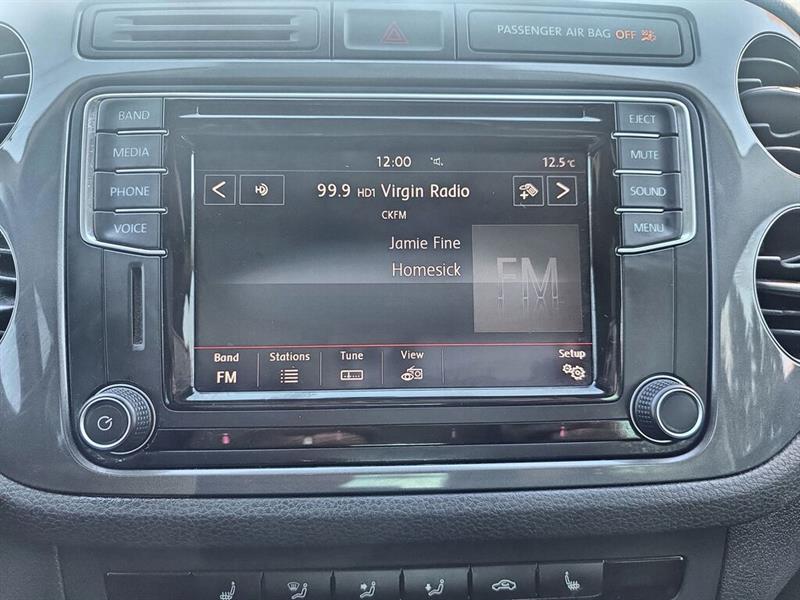 PASSENGER AIR BAG OFF
BAND
MEDIA
PHONE
VOICE
EJECT
MUTE
SOUND
MENU
12:00 12.5°C
99.9 HD1 Virgin Radio
CKFM
Jamie Fine
Homesick
FM
Band Stations Tune View Setup
FM